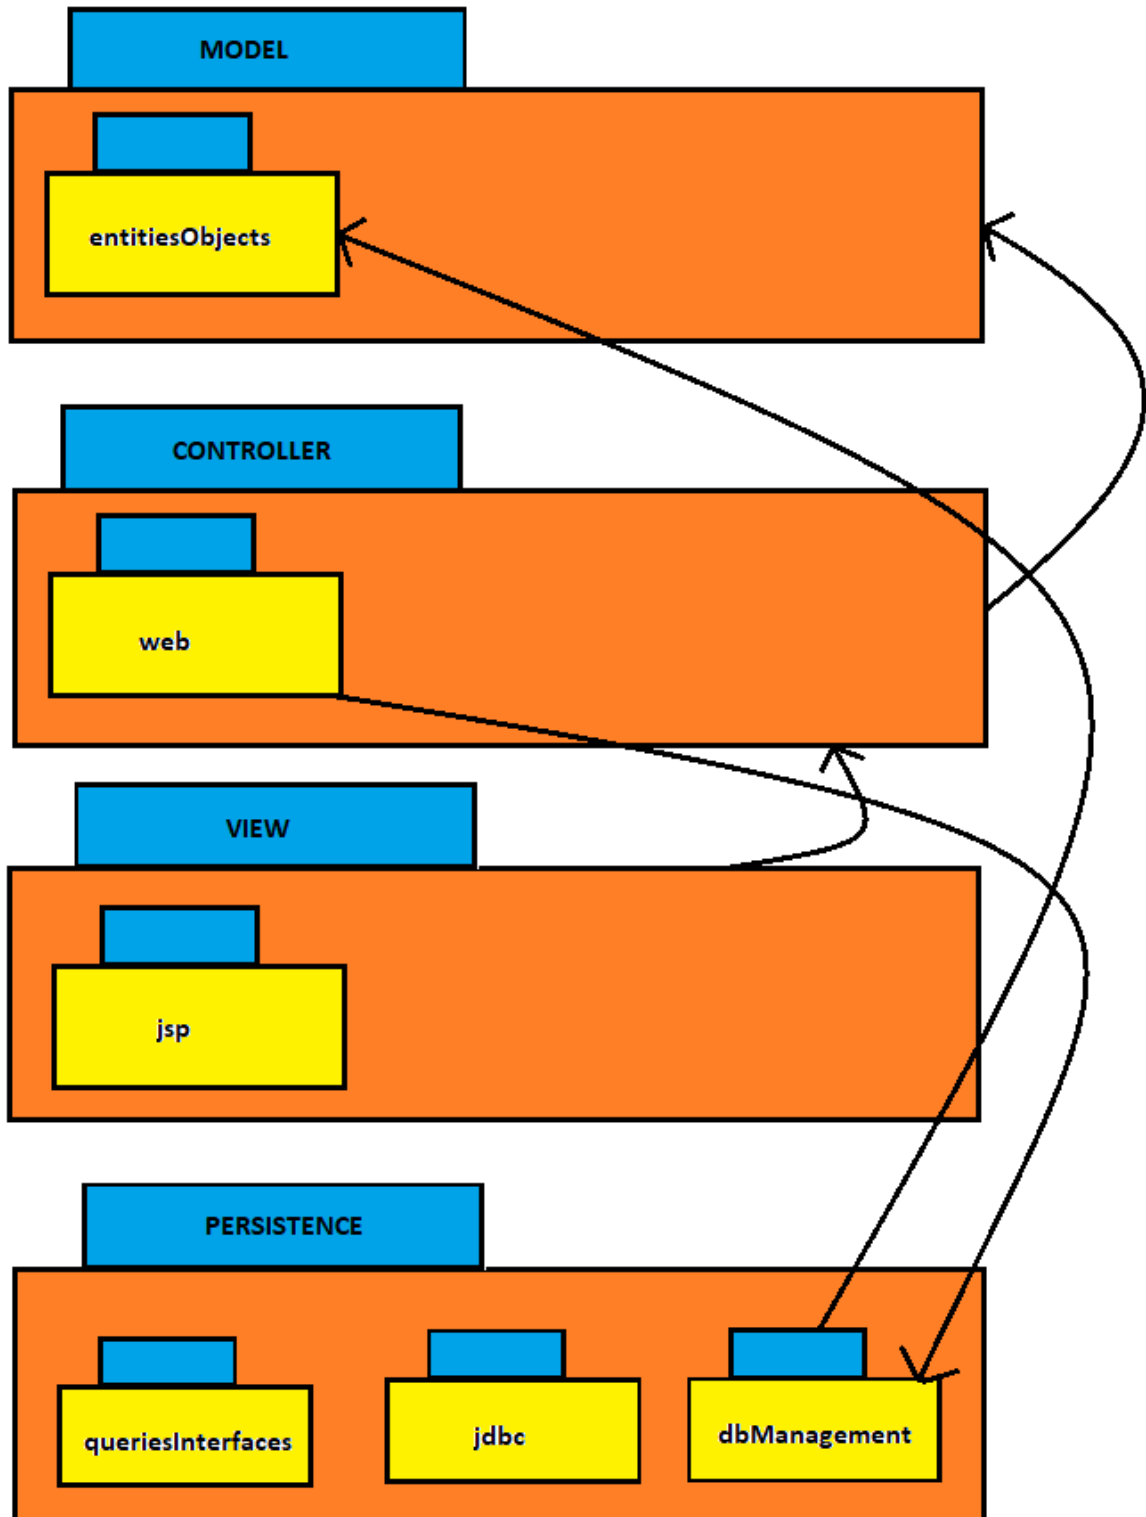 MODEL
entitiesObjects
CONTROLLER
web
VIEW
jsp
PERSISTENCE
queriesInterfaces
jdbc
dbManagement